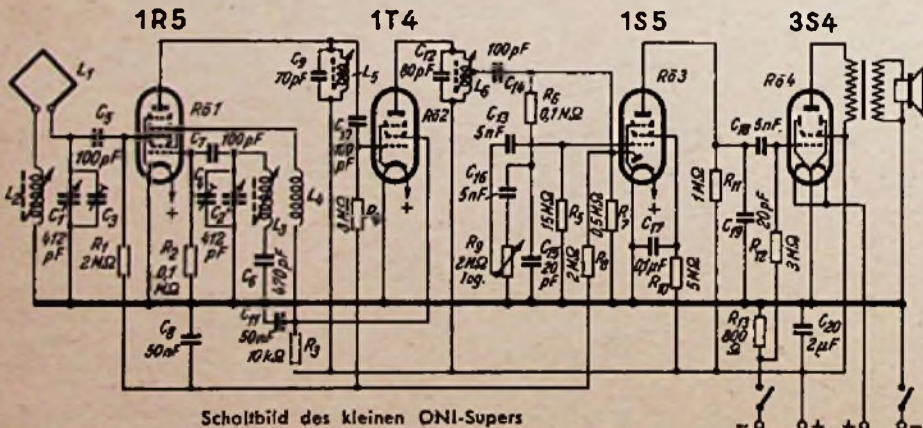 1R5
1T4
1S5
3S4
L1
C5
100pF
Rö1
C7
100pF
C9
70pF
L5
C12
80pF
L6
100pF
C14
Rö2
R6
0,1MΩ
C13
5nF
Rö3
Rö4
C18 5nF.
C1
412
pF
C3
R1
2MΩ
R2
0,1
MΩ
C2
412
pF
L3
L4
C6
470pF
C16
5nF
R9
2MΩ
log.
C15
20
pF
R5
15MΩ
0,5MΩ
R8
2MΩ
C17
0,1µF
R10
5MΩ
R11
1MΩ
C19
20pF
R12
3MΩ
C8
50nF
C11
50nF
10kΩ
R3
R13
800
Ω
C20
2µF
Schaltbild des kleinen ONI-Supers
- + + -